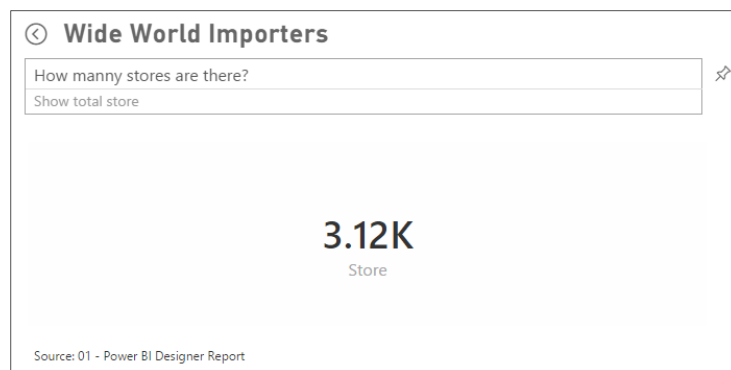 Wide World Importers
How manny stores are there?
Show total store
3.12K
Store
Source: 01 - Power BI Designer Report